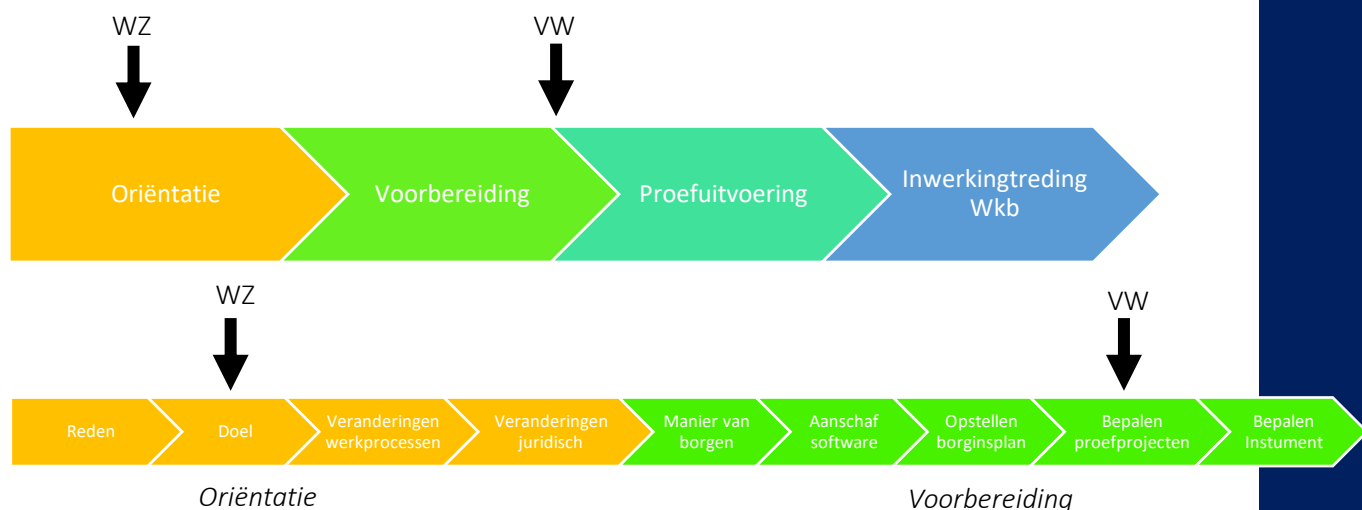 WZ
VW
Oriëntatie
Voorbereiding
Proefuitvoering
Inwerkingtreding
Wkb
WZ
VW
Reden
Doel
Veranderingen
werkprocessen
Veranderingen
juridisch
Manier van
borgen
Aanschaf
software
Opstellen
borginsplan
Bepalen
proefprojecten
Bepalen
Instument
Oriëntatie
Voorbereiding